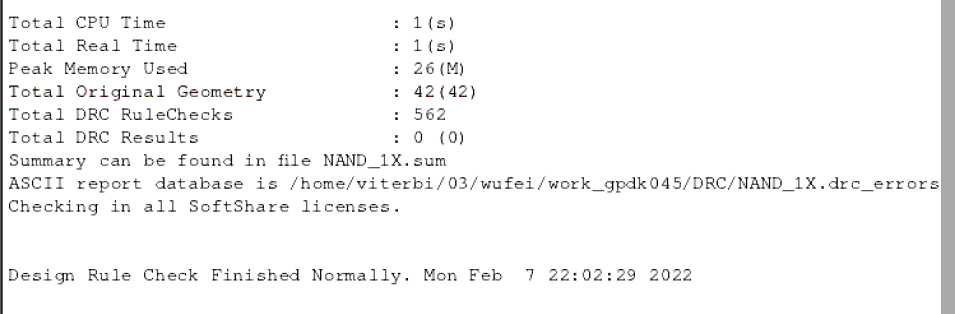 Total CPU Time : 1(s)
Total Real Time : 1(s)
Peak Memory Used : 26(M)
Total Original Geometry : 42(42)
Total DRC RuleChecks : 562
Total DRC Results : 0 (0)
Summary can be found in file NAND_1X.sum
ASCII report database is /home/viterbi/03/wufei/work_gpdk045/DRC/NAND_1X.drc_errors
Checking in all SoftShare licenses.
Design Rule Check Finished Normally. Mon Feb  7 22:02:29 2022